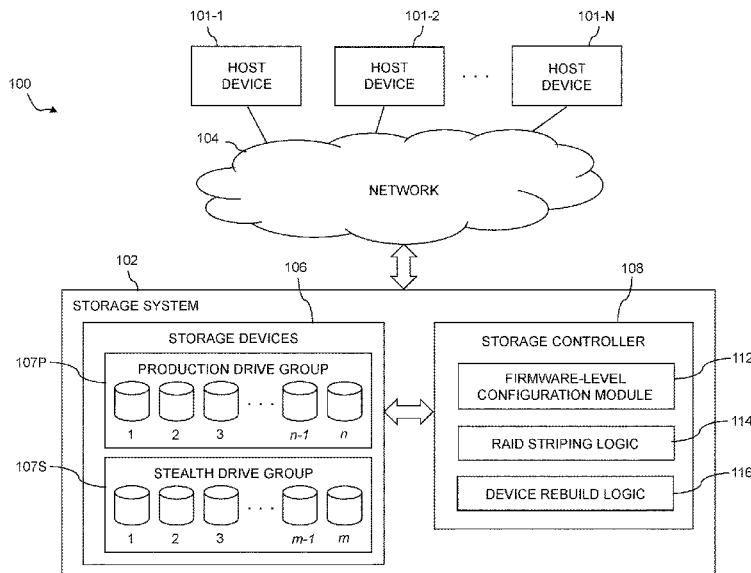 101-1
101-2
101-N
HOST
DEVICE
HOST
DEVICE
. . .
HOST
DEVICE
100
104
NETWORK
102
106
108
STORAGE SYSTEM
STORAGE DEVICES
STORAGE CONTROLLER
107P
PRODUCTION DRIVE GROUP
. . .
1 2 3 n-1 n
107S
STEALTH DRIVE GROUP
. . .
1 2 3 m-1 m
FIRMWARE-LEVEL
CONFIGURATION MODULE
112
RAID STRIPING LOGIC
114
DEVICE REBUILD LOGIC
116